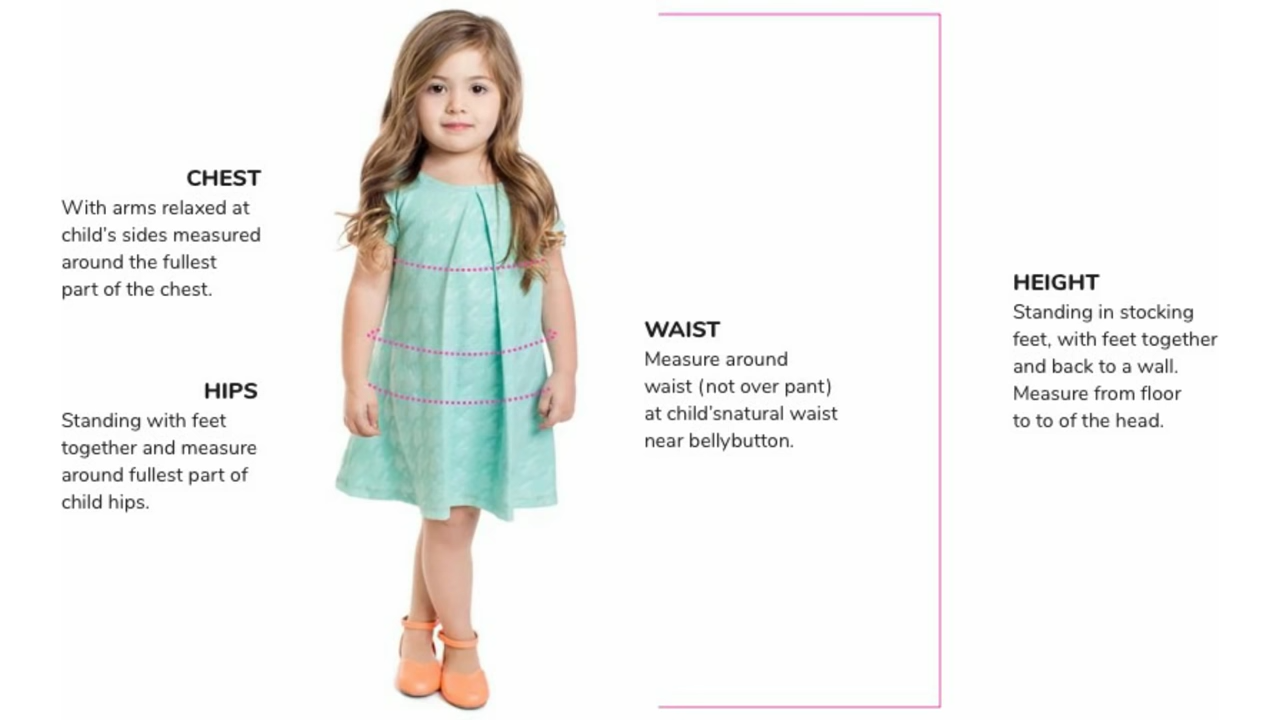 CHEST
With arms relaxed at
child's sides measured
around the fullest
part of the chest.
HIPS
Standing with feet
together and measure
around fullest part of
child hips.
WAIST
Measure around
waist (not over pant)
at child'snatural waist
near bellybutton.
HEIGHT
Standing in stocking
feet, with feet together
and back to a wall.
Measure from floor
to to of the head.